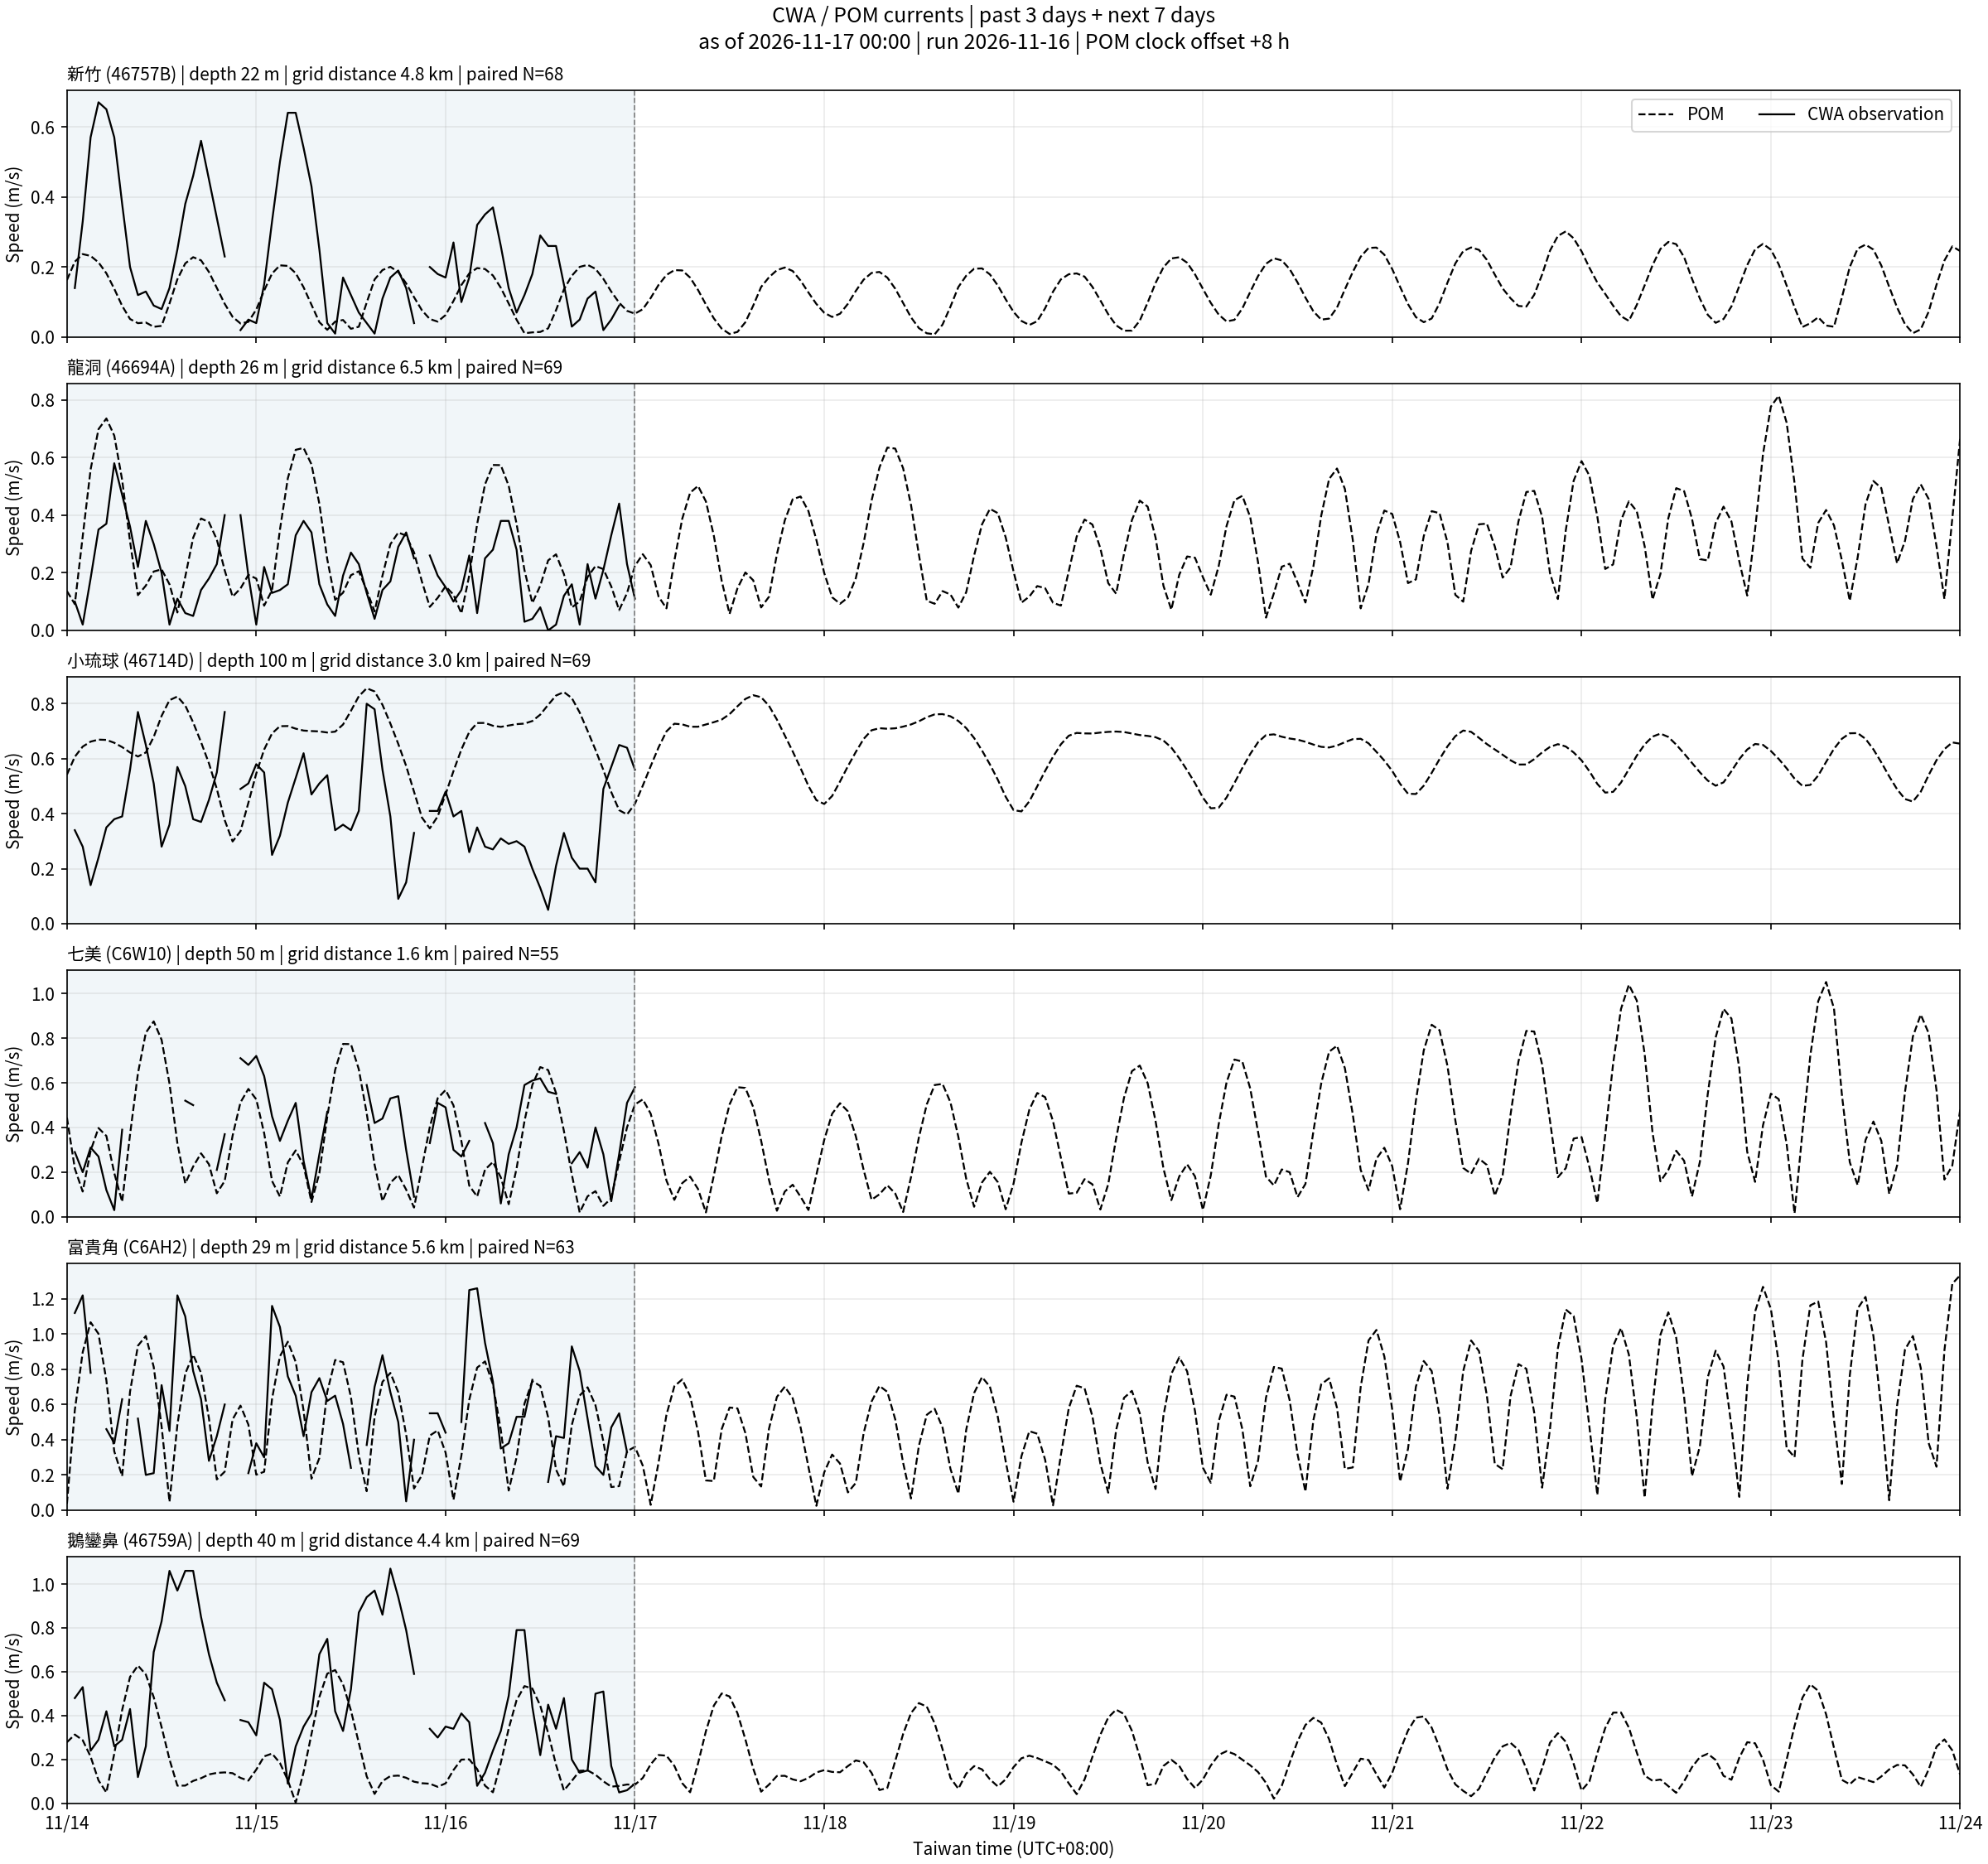 CWA / POM currents | past 3 days + next 7 days
as of 2026-11-17 00:00 | run 2026-11-16 | POM clock offset +8 h
新竹 (46757B) | depth 22 m | grid distance 4.8 km | paired N=68
Speed (m/s)
0.6
0.4
0.2
0.0
POM
CWA observation
龍洞 (46694A) | depth 26 m | grid distance 6.5 km | paired N=69
Speed (m/s)
0.8
0.6
0.4
0.2
0.0
小琉球 (46714D) | depth 100 m | grid distance 3.0 km | paired N=69
Speed (m/s)
0.8
0.6
0.4
0.2
0.0
七美 (C6W10) | depth 50 m | grid distance 1.6 km | paired N=55
Speed (m/s)
1.0
0.8
0.6
0.4
0.2
0.0
富貴角 (C6AH2) | depth 29 m | grid distance 5.6 km | paired N=63
Speed (m/s)
1.2
1.0
0.8
0.6
0.4
0.2
0.0
鵝鑾鼻 (46759A) | depth 40 m | grid distance 4.4 km | paired N=69
Speed (m/s)
1.0
0.8
0.6
0.4
0.2
0.0
11/14 11/15 11/16 11/17 11/18 11/19 11/20 11/21 11/22 11/23 11/24
Taiwan time (UTC+08:00)